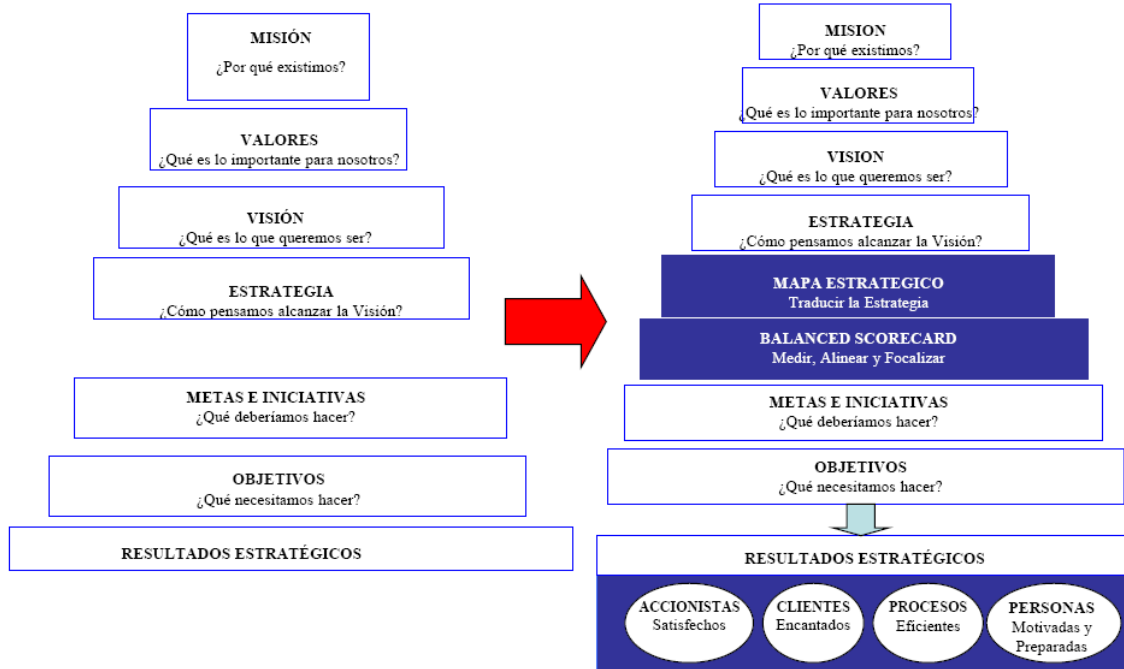 MISIÓN
¿Por qué existimos?
VALORES
¿Qué es lo importante para nosotros?
VISIÓN
¿Qué es lo que queremos ser?
ESTRATEGIA
¿Cómo pensamos alcanzar la Visión?
METAS E INICIATIVAS
¿Qué deberíamos hacer?
OBJETIVOS
¿Qué necesitamos hacer?
RESULTADOS ESTRATÉGICOS
MISION
¿Por qué existimos?
VALORES
¿Qué es lo importante para nosotros?
VISION
¿Qué es lo que queremos ser?
ESTRATEGIA
¿Cómo pensamos alcanzar la Visión?
MAPA ESTRATEGICO
Traducir la Estrategia
BALANCED SCORECARD
Medir, Alinear y Focalizar
METAS E INICIATIVAS
¿Qué deberíamos hacer?
OBJETIVOS
¿Qué necesitamos hacer?
RESULTADOS ESTRATÉGICOS
ACCIONISTAS
Satisfechos
CLIENTES
Encantados
PROCESOS
Eficientes
PERSONAS
Motivadas y
Preparadas